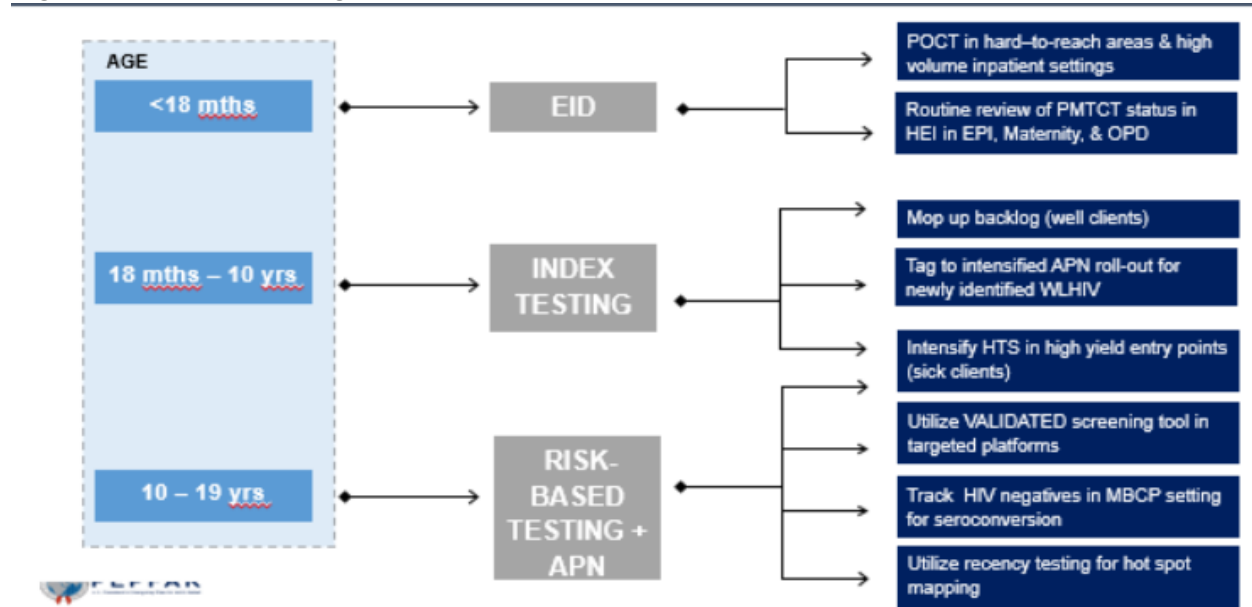 AGE
<18 mths
EID
POCT in hard–to-reach areas & high
volume inpatient settings
Routine review of PMTCT status in
HEI in EPI, Maternity, & OPD
18 mths – 10 yrs
INDEX
TESTING
Mop up backlog (well clients)
Tag to intensified APN roll-out for
newly identified WLHIV
Intensify HTS in high yield entry points
(sick clients)
10 – 19 yrs
RISK-
BASED
TESTING +
APN
Utilize VALIDATED screening tool in
targeted platforms
Track HIV negatives in MBCP setting
for seroconversion
Utilize recency testing for hot spot
mapping
PEPFAR